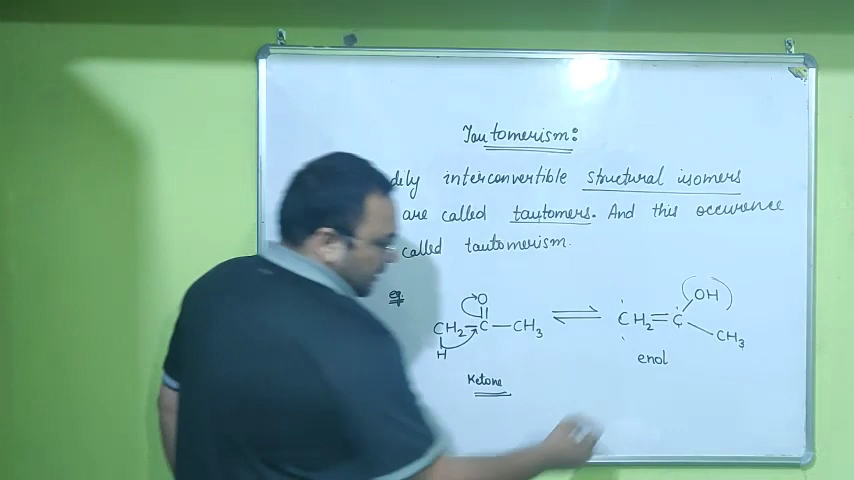 Tautomerism:
dily interconvertible structural isomers
are called tautomers. And this occurence
called tautomerism.
eg.
O
CH2 = C — CH3
H
Ketone
⇌
OH
CH2 = C
CH3
enol